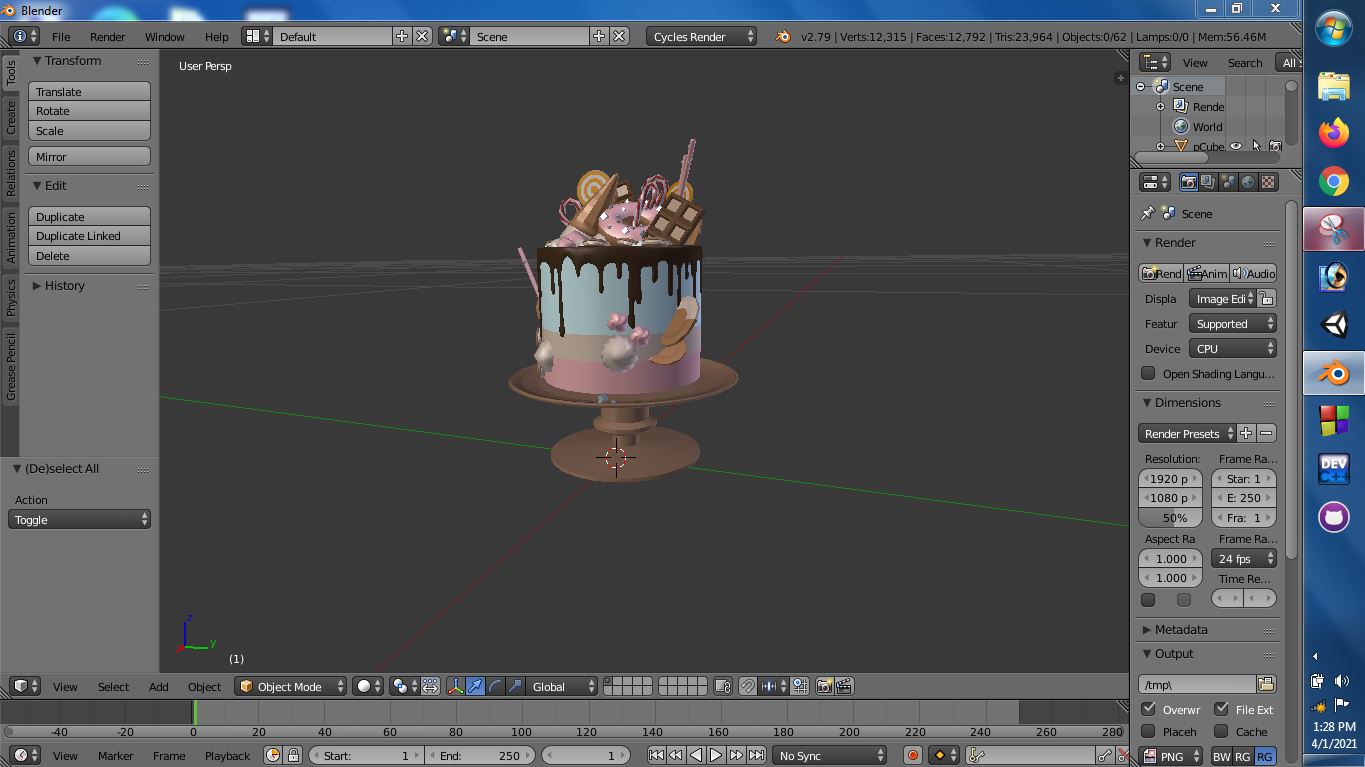 Blender
File Render Window Help Default Scene Cycles Render v2.79 | Verts:12,315 | Faces:12,792 | Tris:23,964 | Objects:0/62 | Lamps:0/0 | Mem:56.46M
Tools
Create
Relations
Animation
Physics
Grease Pencil
Transform
Translate
Rotate
Scale
Mirror
Edit
Duplicate
Duplicate Linked
Delete
History
(De)select All
Action
Toggle
User Persp
z
y
(1)
View Search All
Scene
Rende
World
pCube
Scene
Render
Rend Anim Audio
Displa Image Edi
Featur Supported
Device CPU
Open Shading Langu...
Dimensions
Render Presets
Resolution: Frame Ra...
1920 p Star: 1
1080 p E: 250
50% Fra: 1
Aspect Ra Frame Ra...
1.000 24 fps
1.000 Time Re...
Metadata
Output
/tmp\
Overwr File Ext
Placeh Cache
PNG BW RG RG
View Select Add Object Object Mode Global
-40 -20 0 20 40 60 80 100 120 140 160 180 200 220 240 260 280
View Marker Frame Playback Start: 1 End: 250 1 No Sync
DEV
C++
1:28 PM
4/1/2021